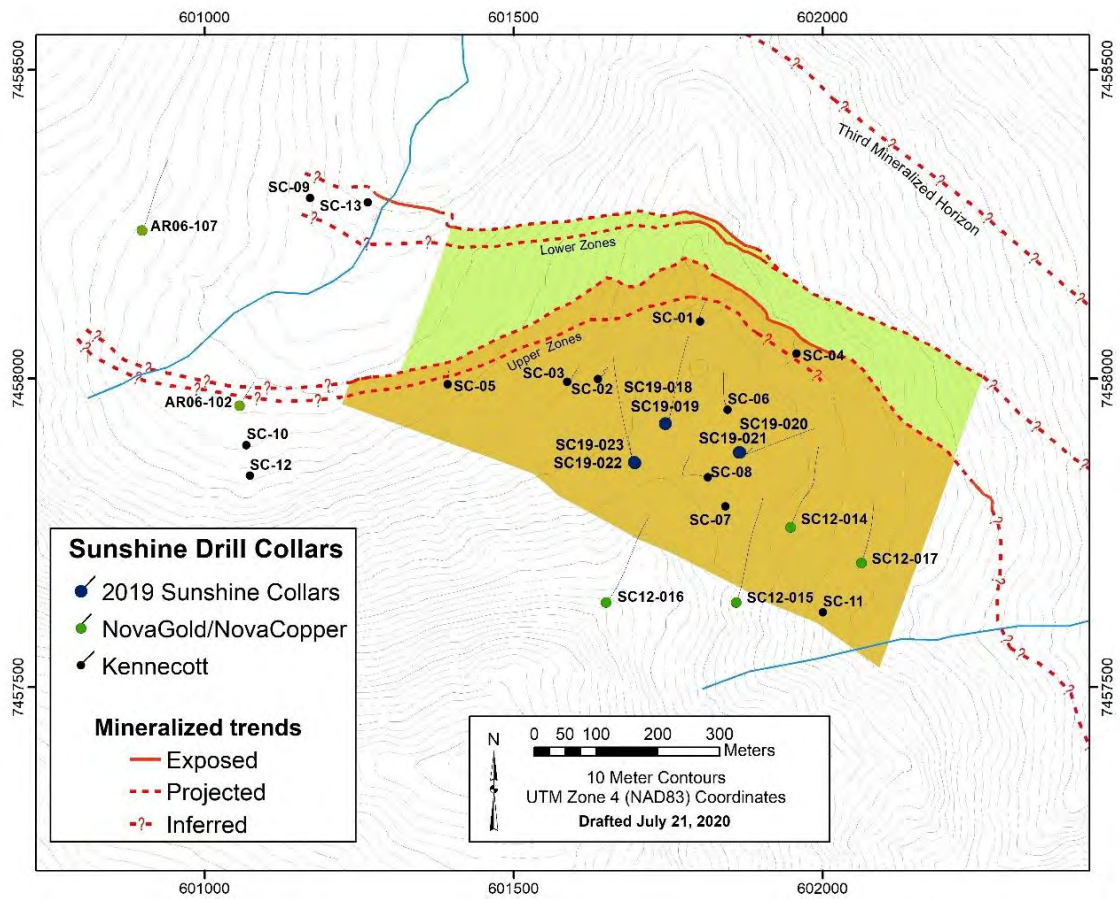 601000
601500
602000
7458500
7458500
Third Mineralized Horizon
SC-09
SC-13
AR06-107
Lower Zones
SC-01
Upper Zones
SC-04
7458000
7458000
SC-03
SC-02
SC-05
SC19-018
SC19-019
SC-06
AR06-102
SC19-020
SC19-021
SC-10
SC19-023
SC19-022
SC-12
SC-08
SC-07
SC12-014
SC12-017
SC12-016
SC12-015
SC-11
7457500
7457500
Sunshine Drill Collars
2019 Sunshine Collars
NovaGold/NovaCopper
Kennecott
Mineralized trends
Exposed
Projected
?- Inferred
N
0 50 100 200 300
Meters
10 Meter Contours
UTM Zone 4 (NAD83) Coordinates
Drafted July 21, 2020
601000
601500
602000